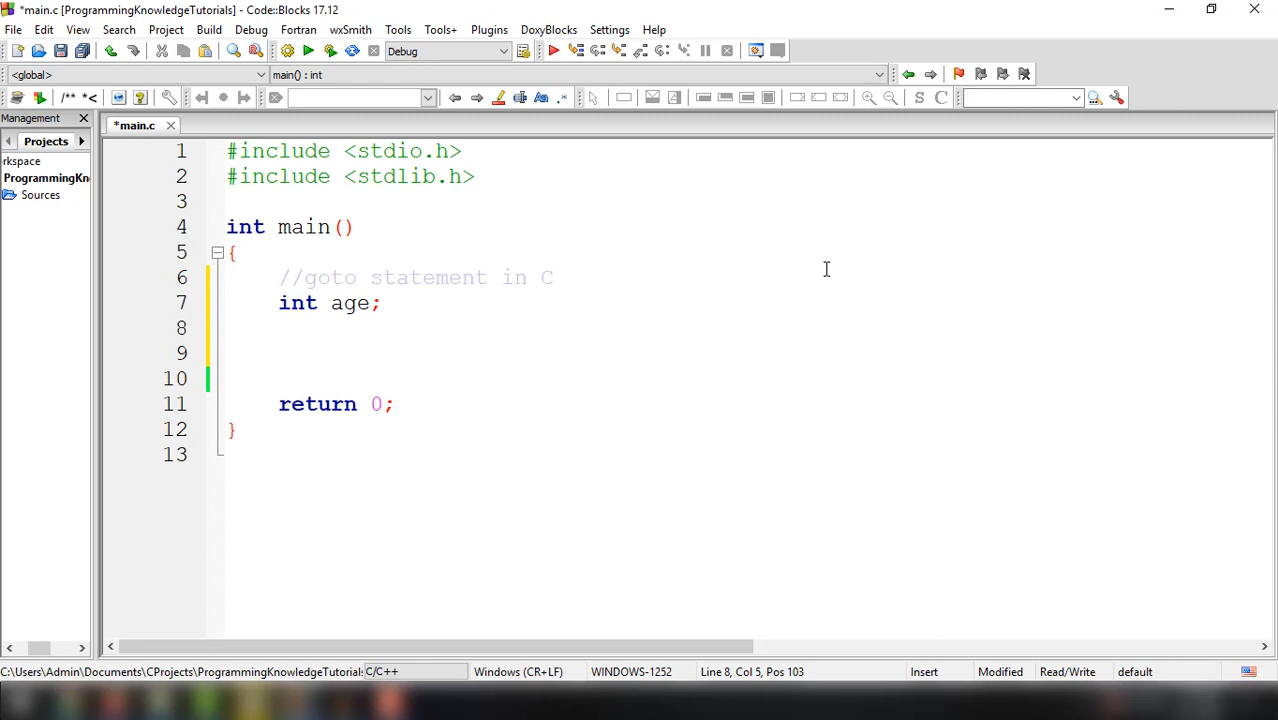 *main.c [ProgrammingKnowledgeTutorials] - Code::Blocks 17.12
File Edit View Search Project Build Debug Fortran wxSmith Tools Tools+ Plugins DoxyBlocks Settings Help
Debug
<global> main() : int
/** *< S C
Management
*main.c
Projects
rkspace
ProgrammingKn
Sources
1 #include <stdio.h>
2 #include <stdlib.h>
3
4 int main()
5 {
6 //goto statement in C
7 int age;
8
9
10
11 return 0;
12 }
13
C:\Users\Admin\Documents\CProjects\ProgrammingKnowledgeTutorials C/C++ Windows (CR+LF) WINDOWS-1252 Line 8, Col 5, Pos 103 Insert Modified Read/Write default